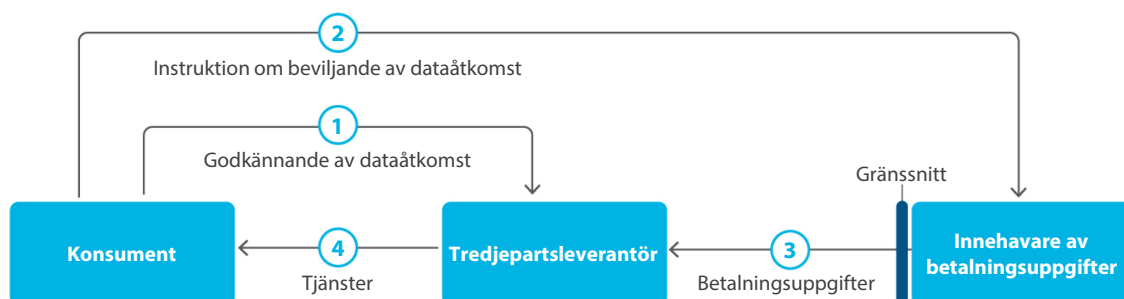 2
Instruktion om beviljande av dataåtkomst
1
Godkännande av dataåtkomst
Gränssnitt
Konsument
4
Tjänster
Tredjepartsleverantör
3
Betalningsuppgifter
Innehavare av
betalningsuppgifter